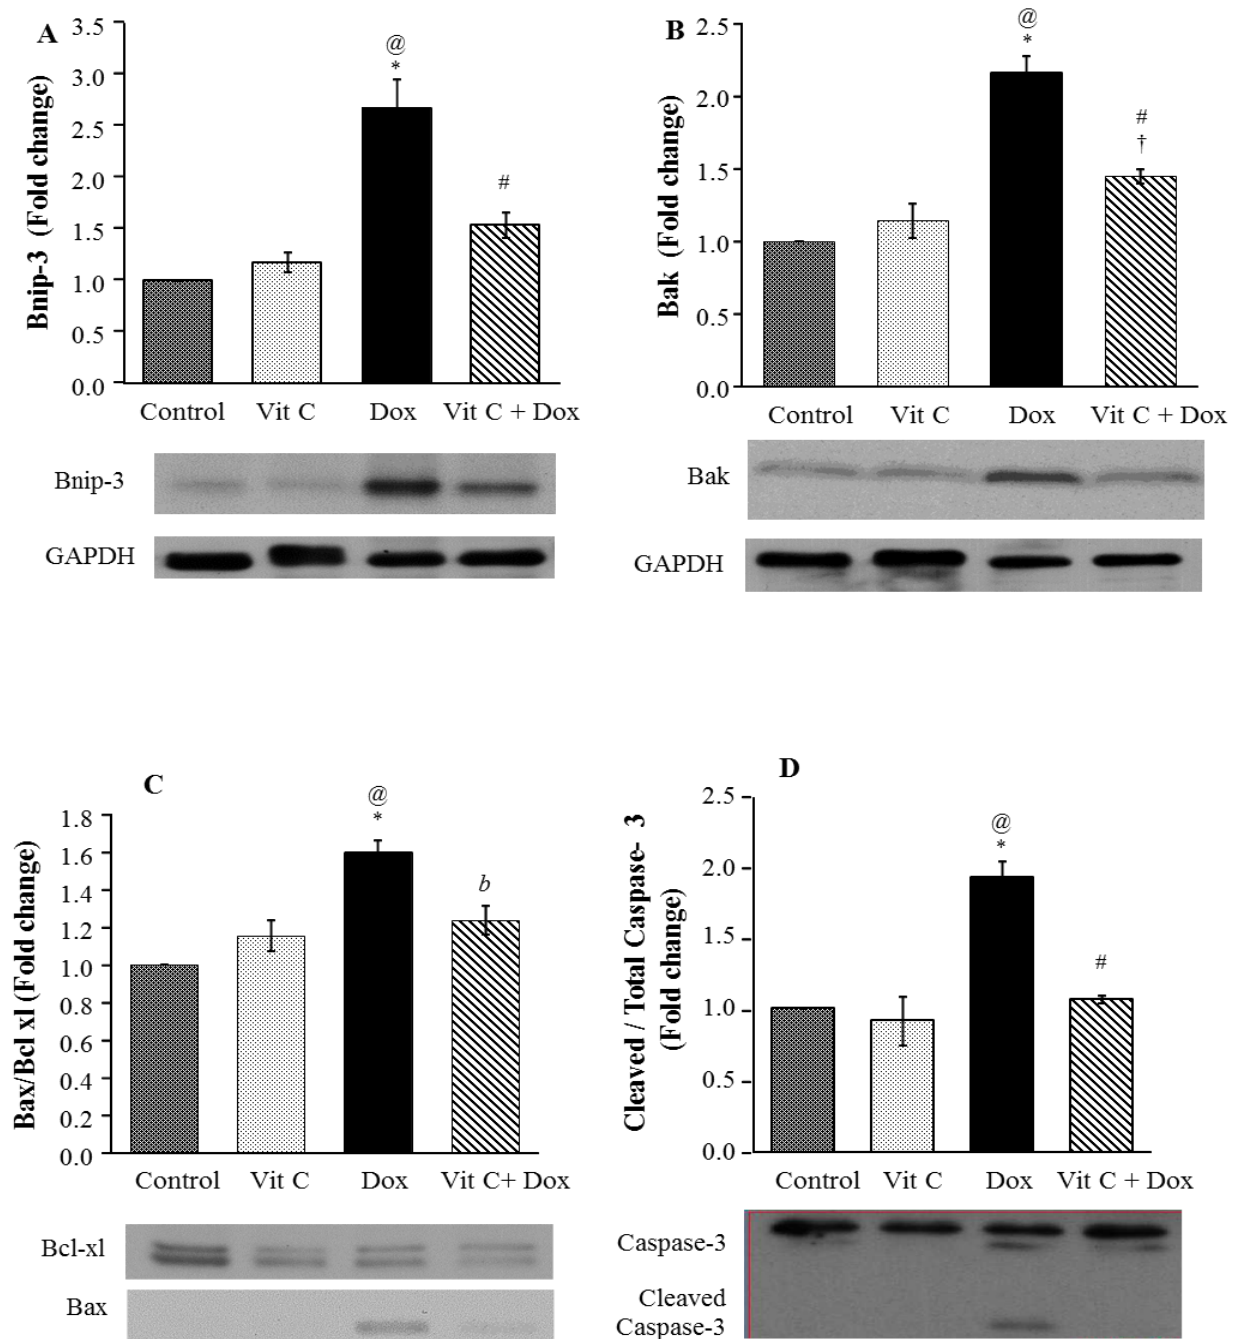 A
Bnip-3 (Fold change)
3.5
3.0
2.5
2.0
1.5
1.0
0.5
0.0
@
*
#
Control Vit C Dox Vit C + Dox
Bnip-3
GAPDH
B
Bak (Fold change)
2.5
2.0
1.5
1.0
0.5
0.0
@
*
#
†
Control Vit C Dox Vit C + Dox
Bak
GAPDH
C
Bax/Bcl xl (Fold change)
1.8
1.6
1.4
1.2
1.0
0.8
0.6
0.4
0.2
0.0
@
*
b
Control Vit C Dox Vit C+ Dox
Bcl-xl
Bax
D
Cleaved / Total Caspase- 3
(Fold change)
2.5
2.0
1.5
1.0
0.5
0.0
@
*
#
Control Vit C Dox Vit C + Dox
Caspase-3
Cleaved
Caspase-3